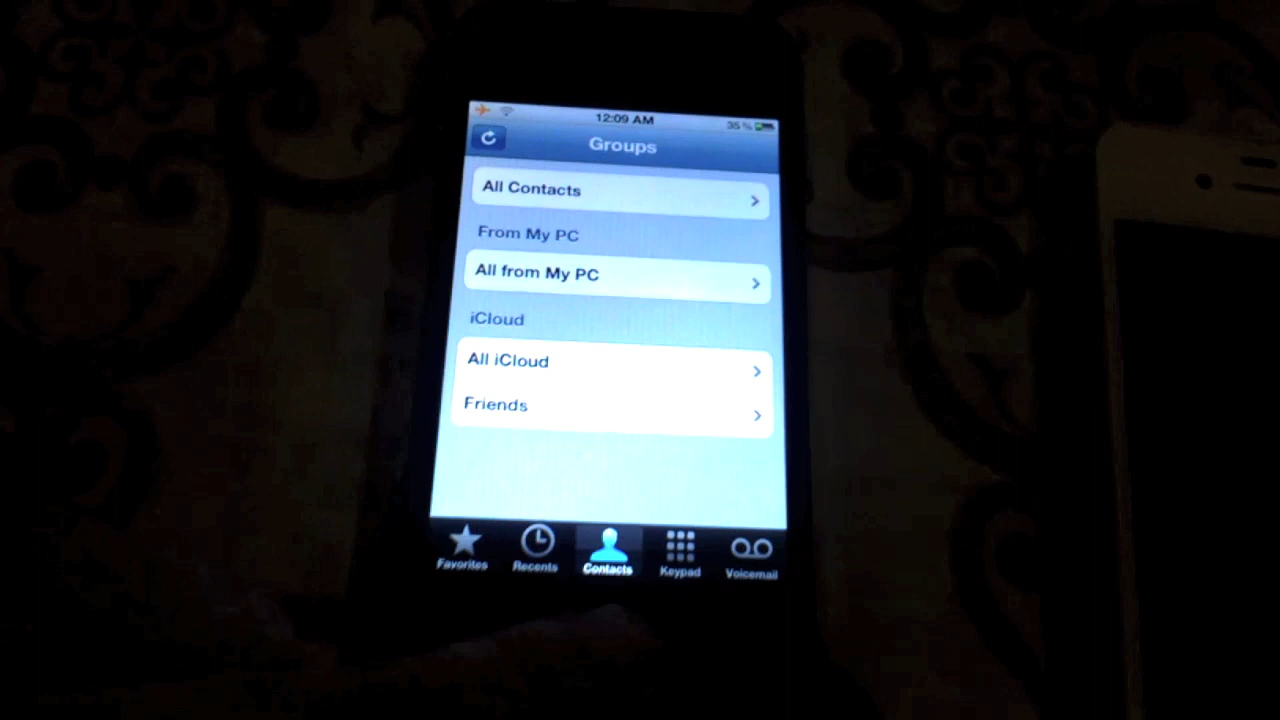 12:09 AM
35 %
Groups
All Contacts
From My PC
All from My PC
iCloud
All iCloud
Friends
Favorites
Recents
Contacts
Keypad
Voicemail